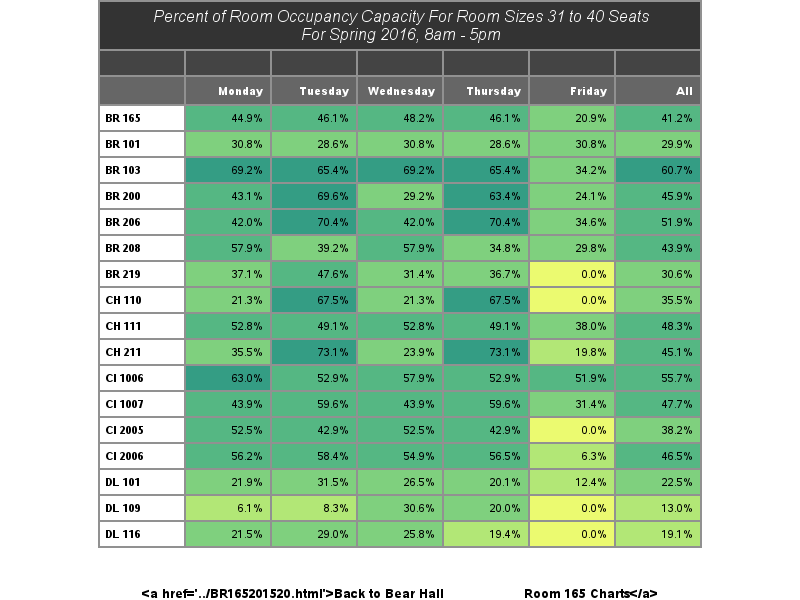 Percent of Room Occupancy Capacity For Room Sizes 31 to 40 Seats
For Spring 2016, 8am - 5pm
Monday Tuesday Wednesday Thursday Friday All
BR 165 44.9% 46.1% 48.2% 46.1% 20.9% 41.2%
BR 101 30.8% 28.6% 30.8% 28.6% 30.8% 29.9%
BR 103 69.2% 65.4% 69.2% 65.4% 34.2% 60.7%
BR 200 43.1% 69.6% 29.2% 63.4% 24.1% 45.9%
BR 206 42.0% 70.4% 42.0% 70.4% 34.6% 51.9%
BR 208 57.9% 39.2% 57.9% 34.8% 29.8% 43.9%
BR 219 37.1% 47.6% 31.4% 36.7% 0.0% 30.6%
CH 110 21.3% 67.5% 21.3% 67.5% 0.0% 35.5%
CH 111 52.8% 49.1% 52.8% 49.1% 38.0% 48.3%
CH 211 35.5% 73.1% 23.9% 73.1% 19.8% 45.1%
CI 1006 63.0% 52.9% 57.9% 52.9% 51.9% 55.7%
CI 1007 43.9% 59.6% 43.9% 59.6% 31.4% 47.7%
CI 2005 52.5% 42.9% 52.5% 42.9% 0.0% 38.2%
CI 2006 56.2% 58.4% 54.9% 56.5% 6.3% 46.5%
DL 101 21.9% 31.5% 26.5% 20.1% 12.4% 22.5%
DL 109 6.1% 8.3% 30.6% 20.0% 0.0% 13.0%
DL 116 21.5% 29.0% 25.8% 19.4% 0.0% 19.1%
<a href='../BR165201520.html'>Back to Bear Hall Room 165 Charts</a>